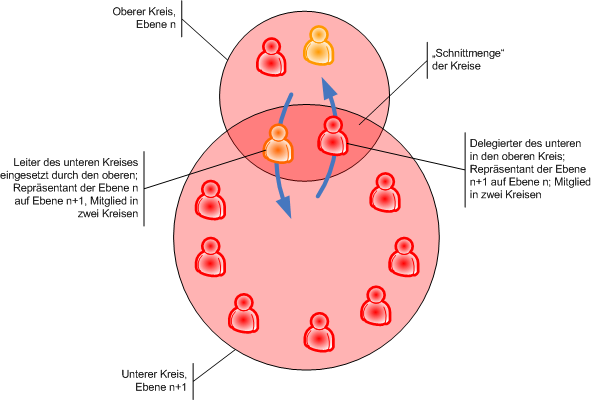 Oberer Kreis,
Ebene n
„Schnittmenge“
der Kreise
Leiter des unteren Kreises
eingesetzt durch den oberen;
Repräsentant der Ebene n
auf Ebene n+1, Mitglied in
zwei Kreisen
Delegierter des unteren
in den oberen Kreis;
Repräsentant der Ebene
n+1 auf Ebene n; Mitglied
in zwei Kreisen
Unterer Kreis,
Ebene n+1